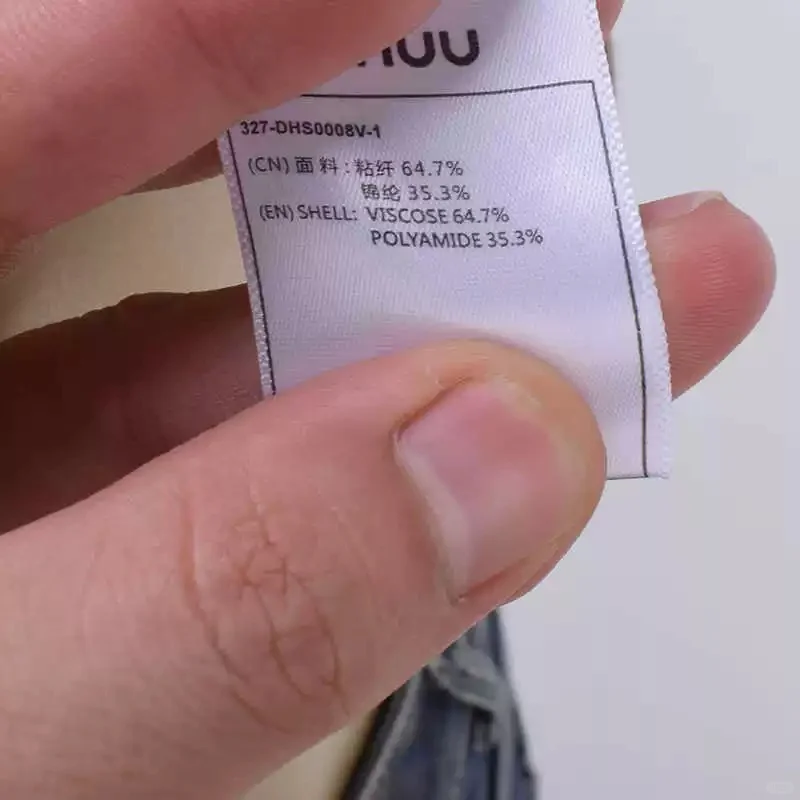 327-DHS0008V-1
(CN) 面 料 : 粘纤 64.7%
锦纶 35.3%
(EN) SHELL: VISCOSE 64.7%
POLYAMIDE 35.3%